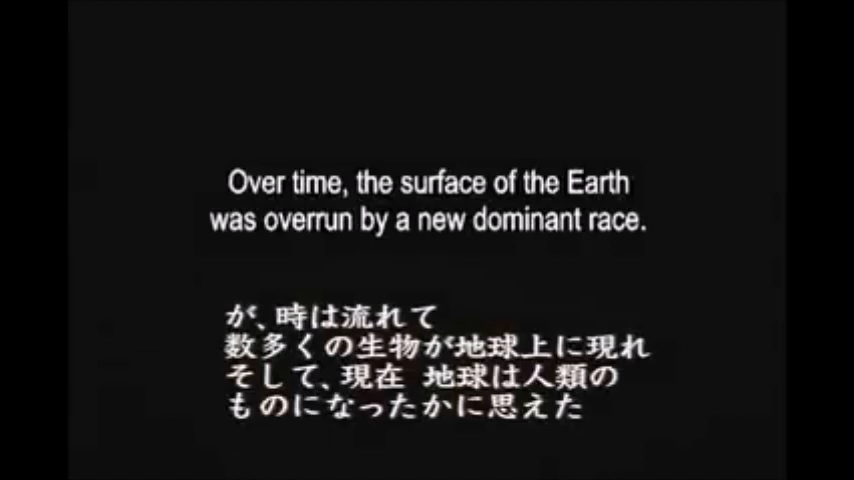 Over time, the surface of the Earth
was overrun by a new dominant race.
が、時は流れて
数多くの生物が地球上に現れ
そして、現在 地球は人類の
ものになったかに思えた